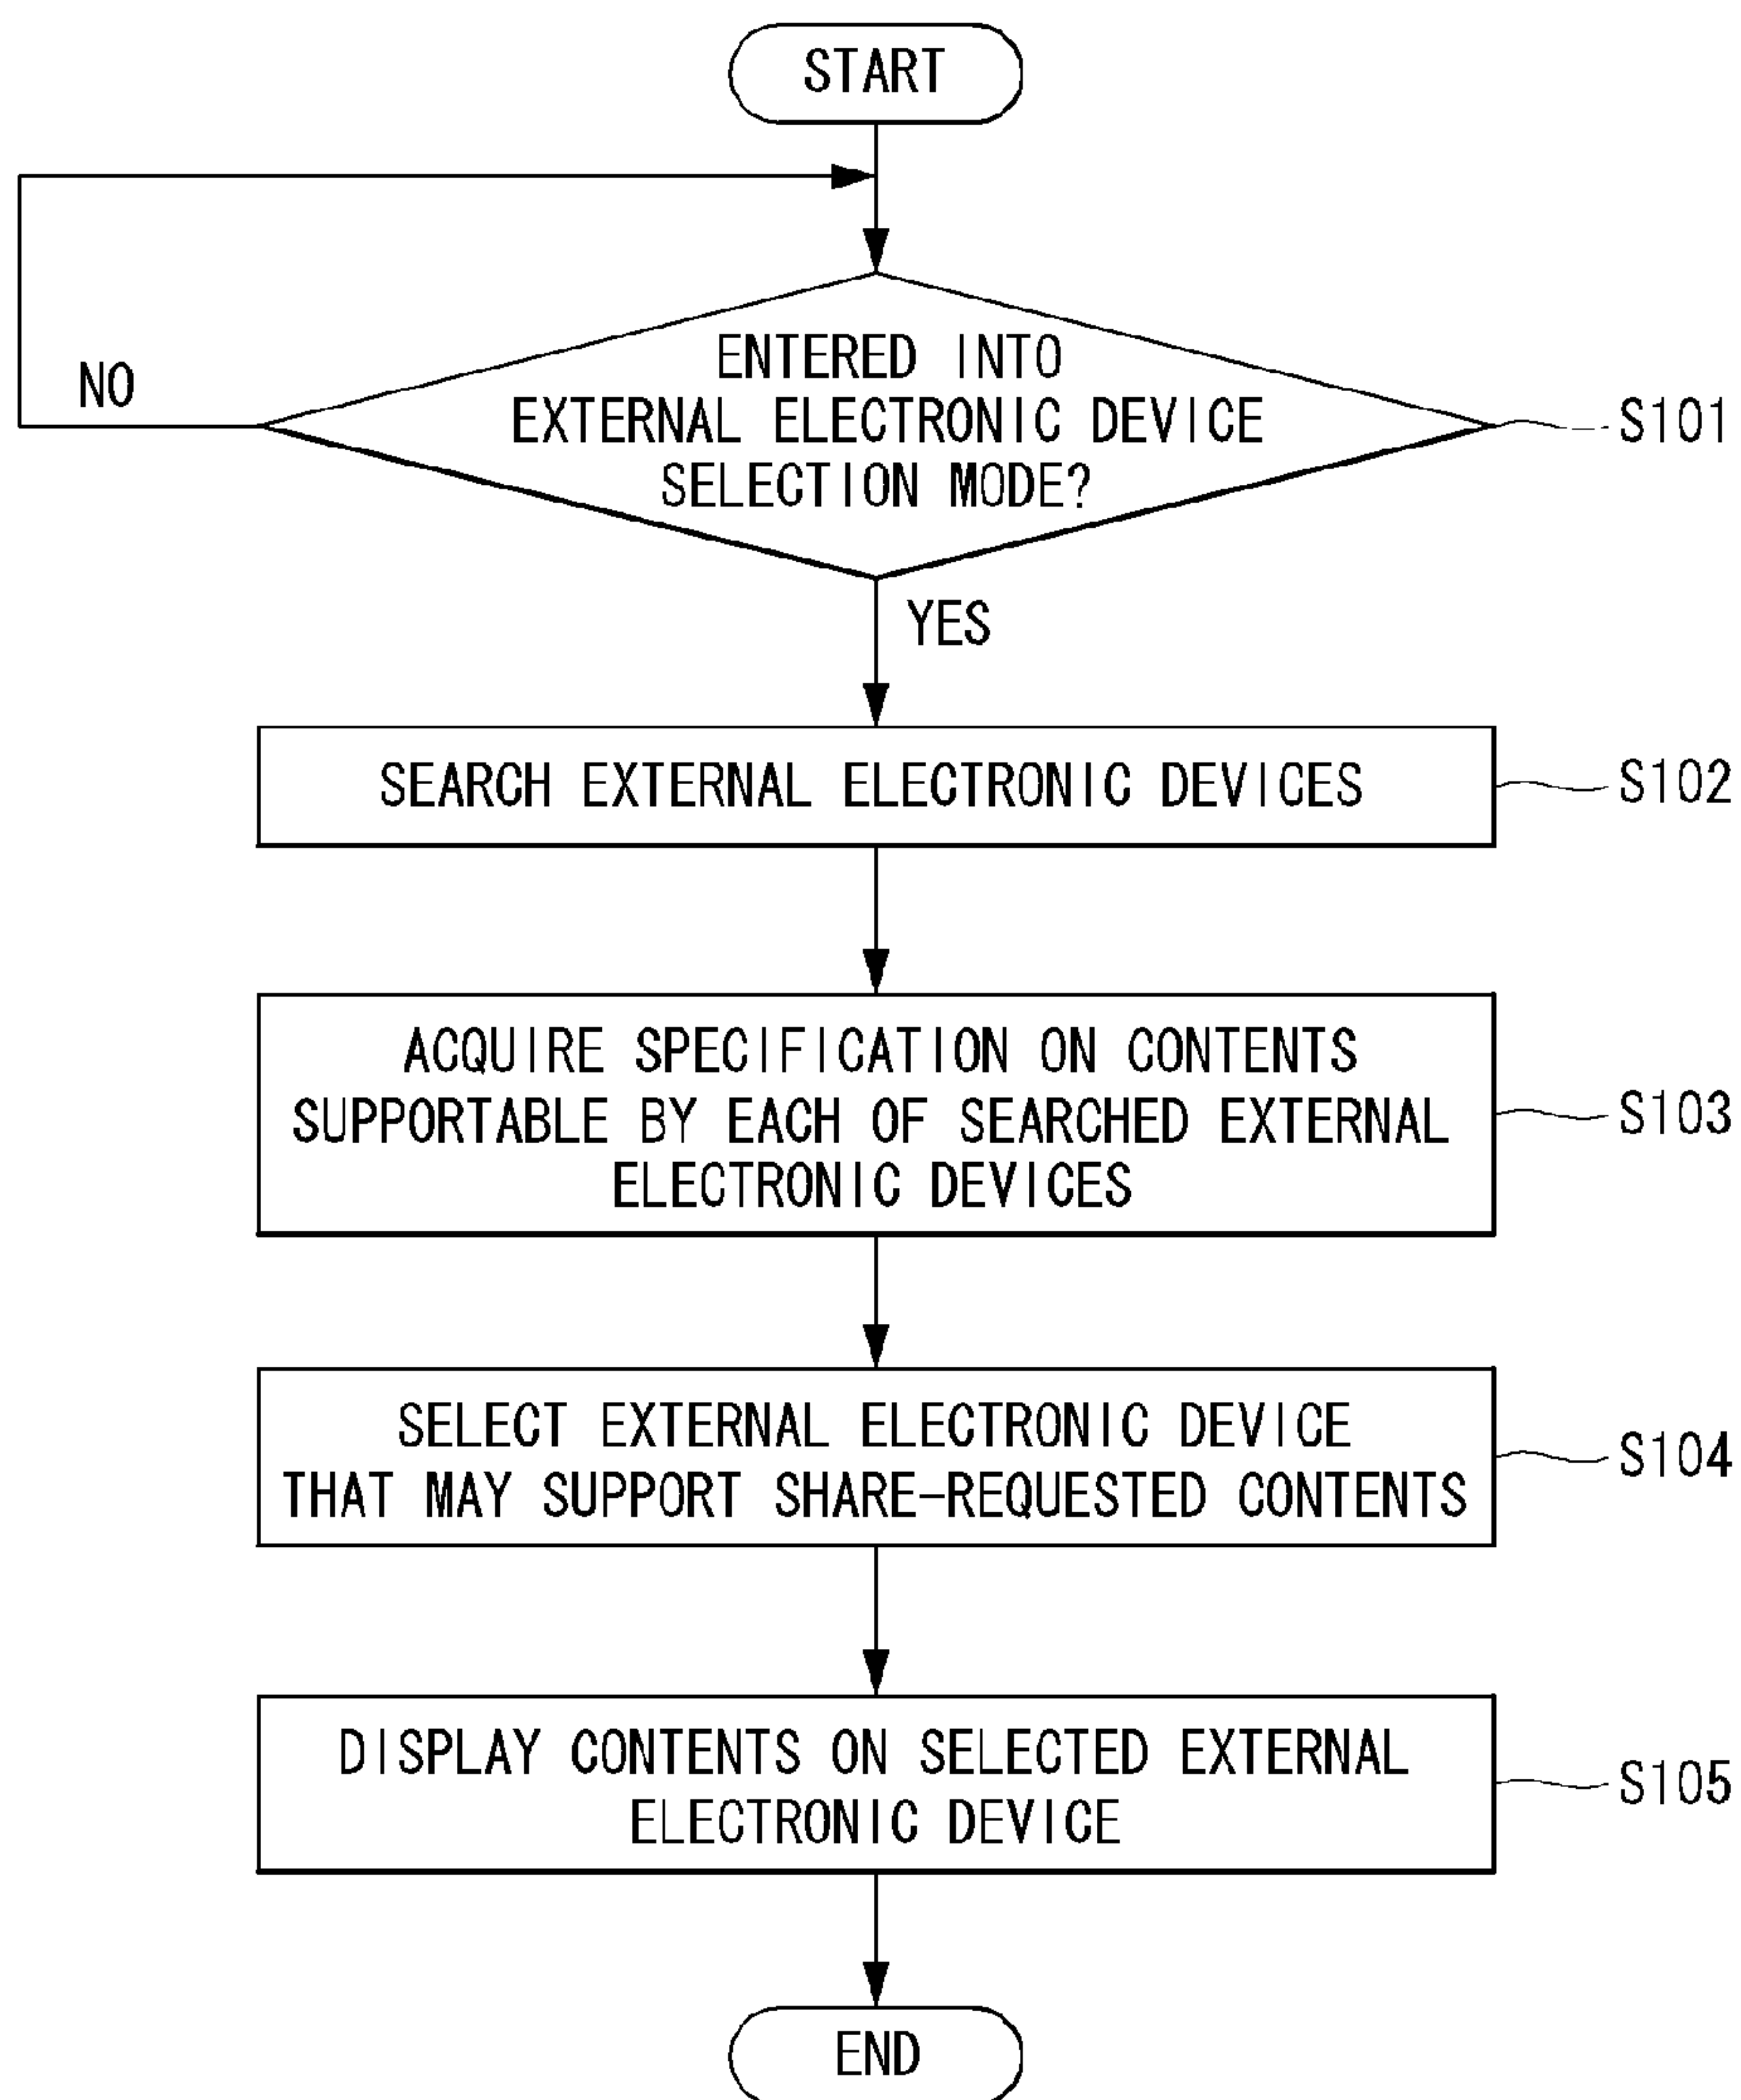 START
NO
ENTERED INTO
EXTERNAL ELECTRONIC DEVICE
SELECTION MODE?
S101
YES
SEARCH EXTERNAL ELECTRONIC DEVICES
S102
ACQUIRE SPECIFICATION ON CONTENTS
SUPPORTABLE BY EACH OF SEARCHED EXTERNAL
ELECTRONIC DEVICES
S103
SELECT EXTERNAL ELECTRONIC DEVICE
THAT MAY SUPPORT SHARE-REQUESTED CONTENTS
S104
DISPLAY CONTENTS ON SELECTED EXTERNAL
ELECTRONIC DEVICE
S105
END